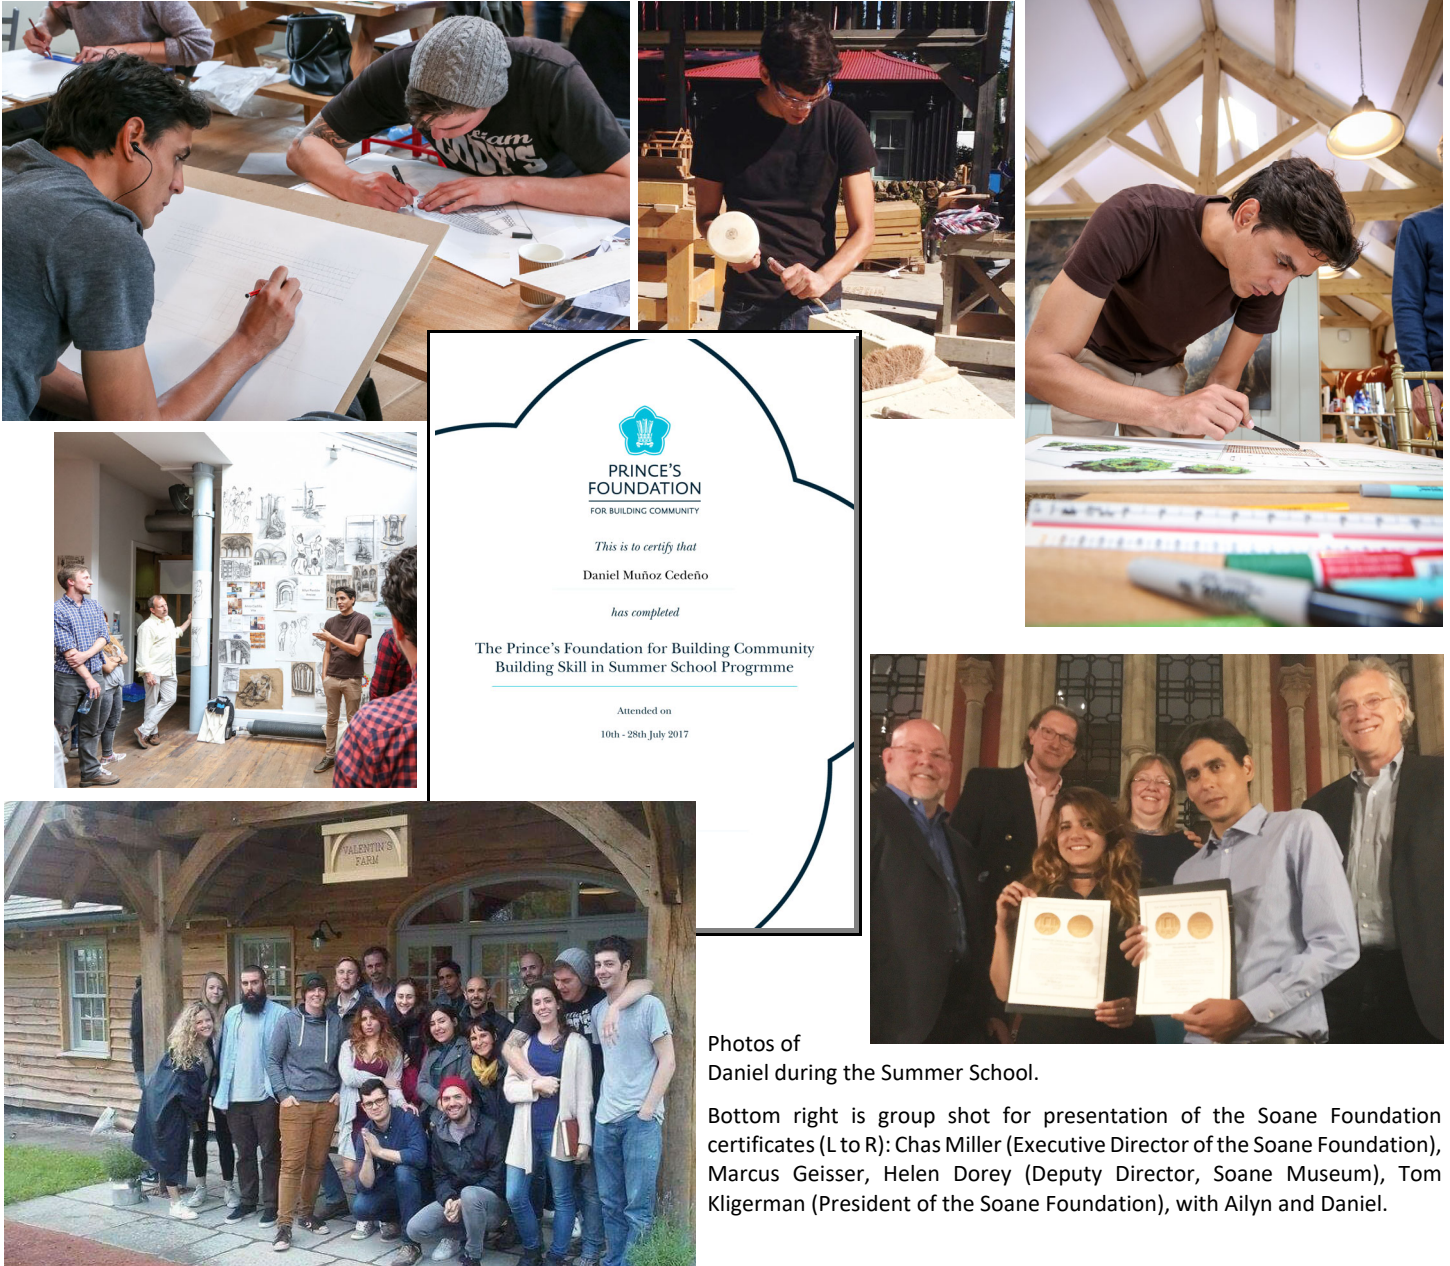 PRINCE'S
FOUNDATION
FOR BUILDING COMMUNITY
This is to certify that
Daniel Muñoz Cedeño
has completed
The Prince's Foundation for Building Community
Building Skill in Summer School Progrmme
Attended on
10th - 28th July 2017
VALENTIN'S
FARM
Photos of
Daniel during the Summer School.
Bottom right is group shot for presentation of the Soane Foundation
certificates (L to R): Chas Miller (Executive Director of the Soane Foundation),
Marcus Geisser, Helen Dorey (Deputy Director, Soane Museum), Tom
Kligerman (President of the Soane Foundation), with Ailyn and Daniel.